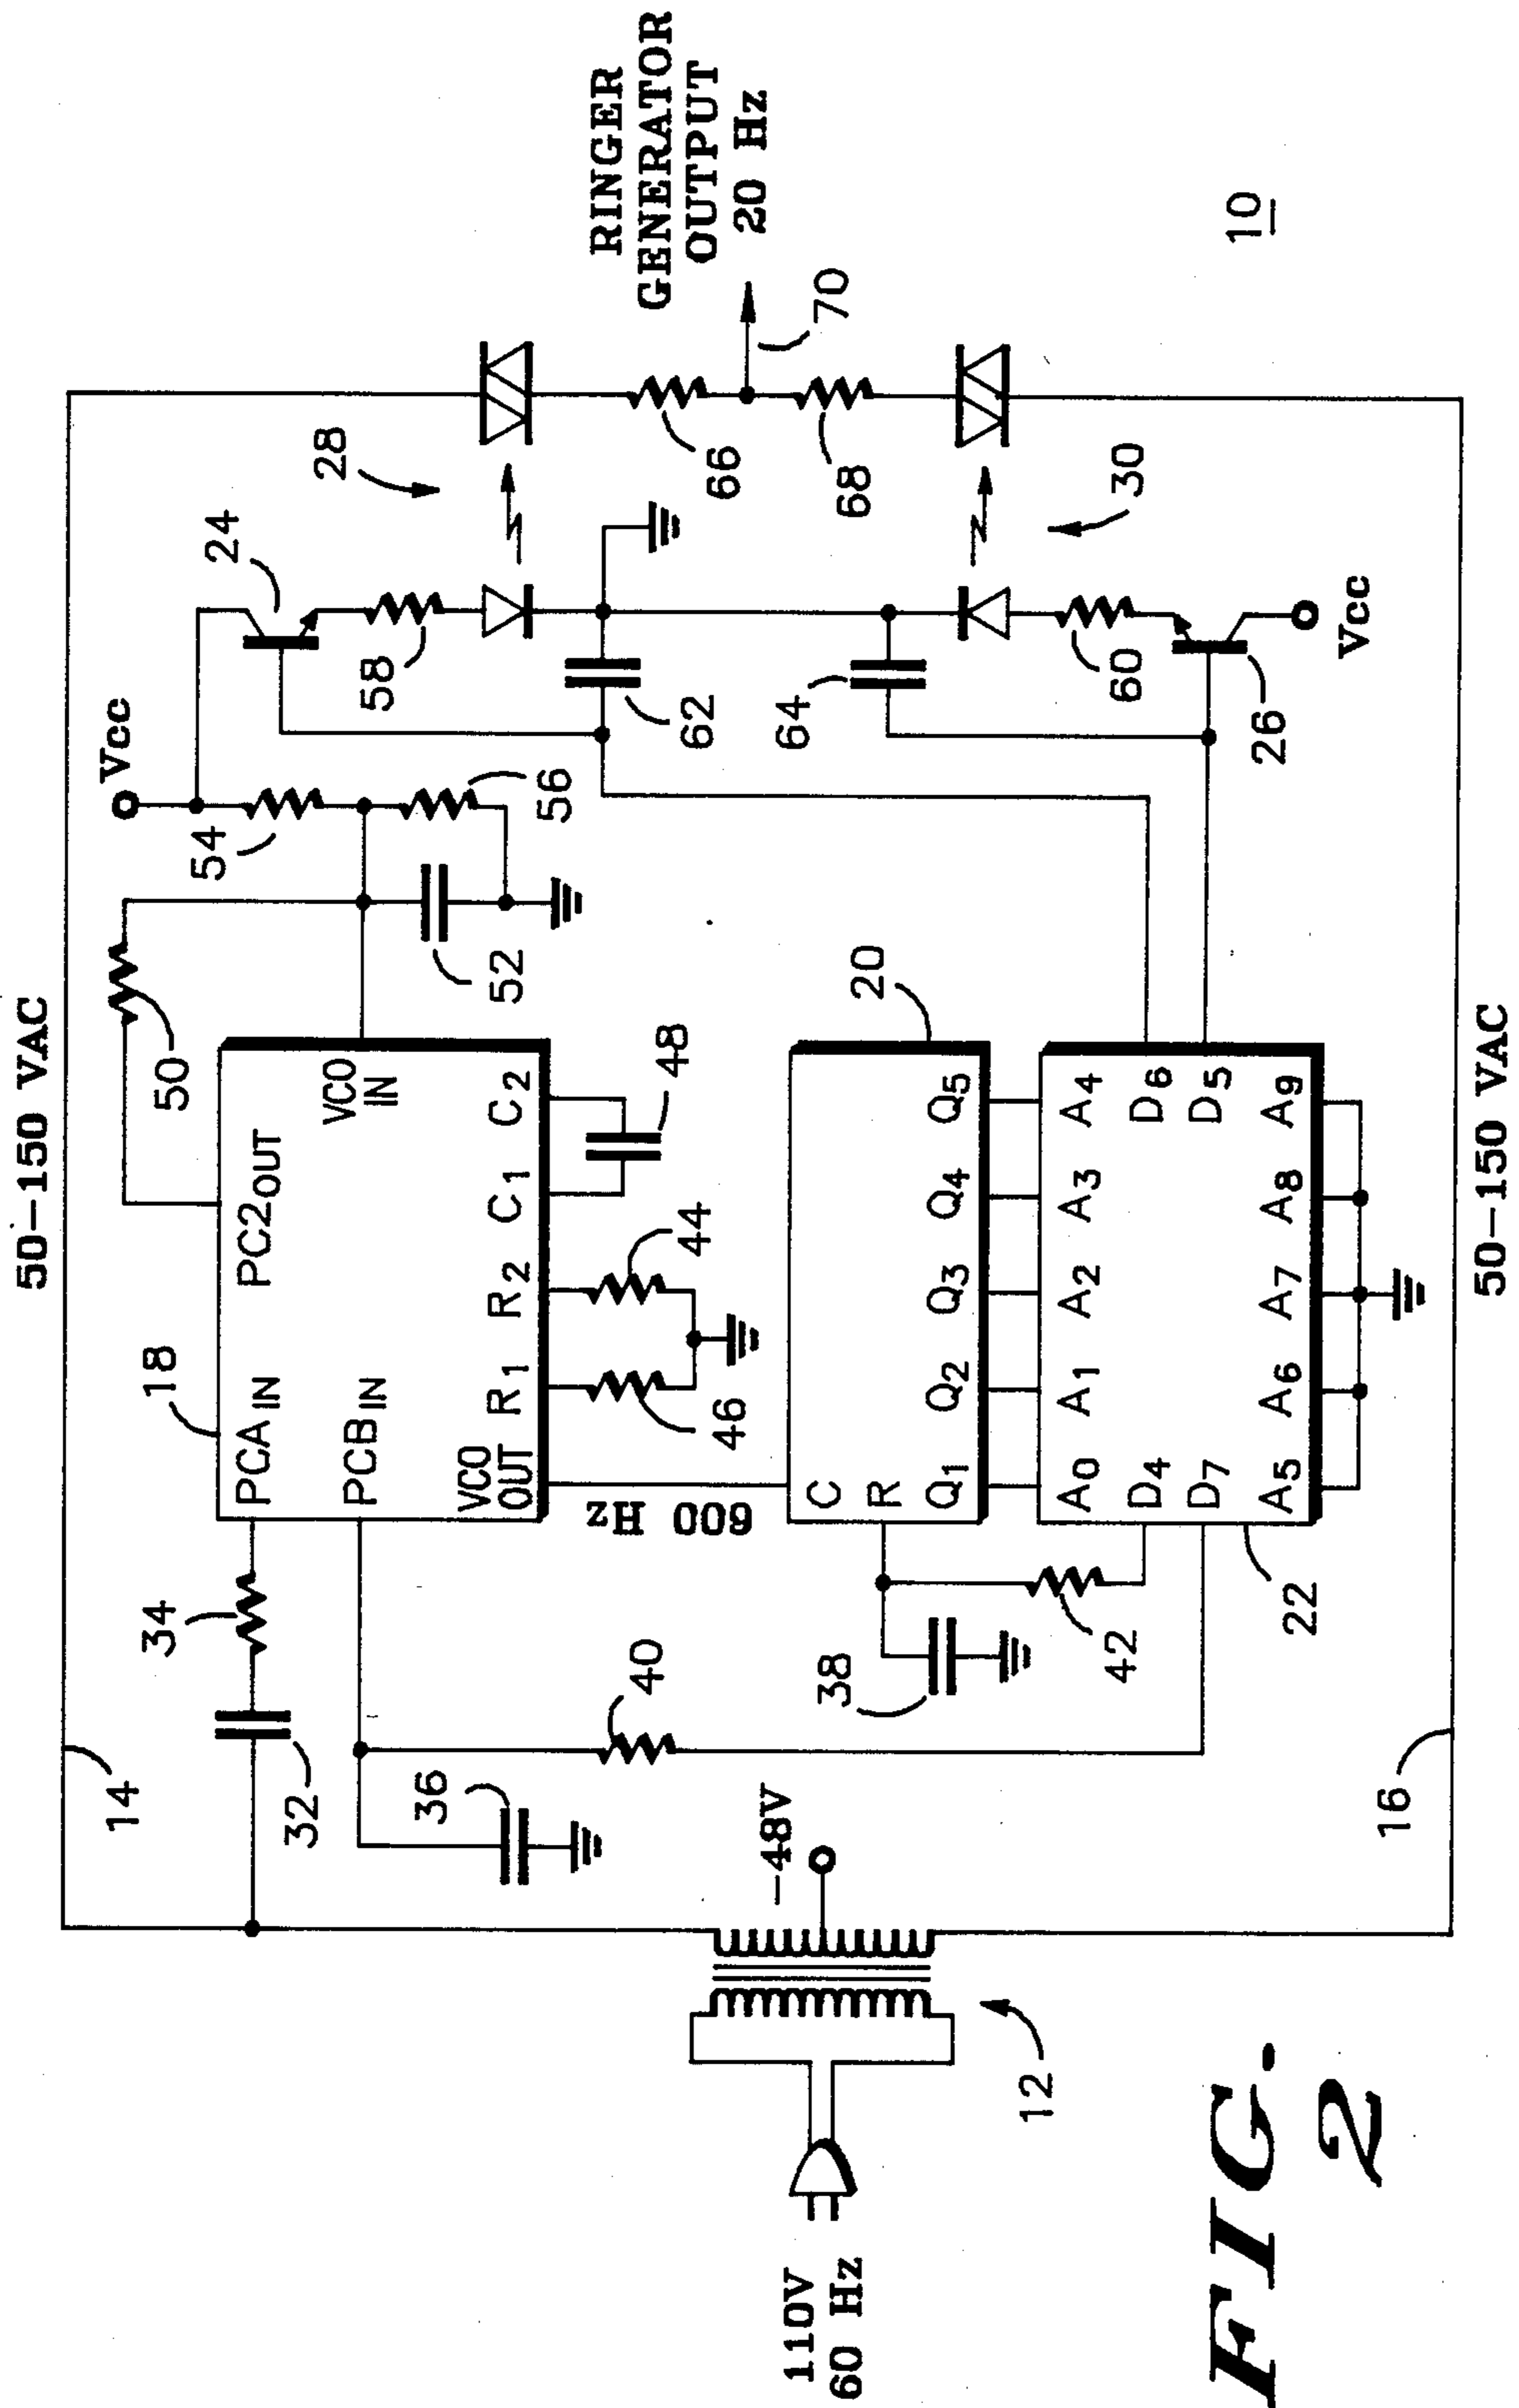 50–150 VAC
14
32
34
18
PCA IN
PCB IN
PC2OUT
VCO IN
VCO OUT
R1
R2
C1
C2
50
Vcc
54
52
56
24
58
28
62
66
RINGER
GENERATOR
OUTPUT
20 Hz
70
68
64
60
30
26
Vcc
46
44
48
600 Hz
36
40
38
42
20
C
R
Q1
Q2
Q3
Q4
Q5
A0
A1
A2
A3
A4
D4
D7
D6
D5
A5
A6
A7
A8
A9
22
110V
60 Hz
12
–48V
16
50–150 VAC
10
FIG.
2